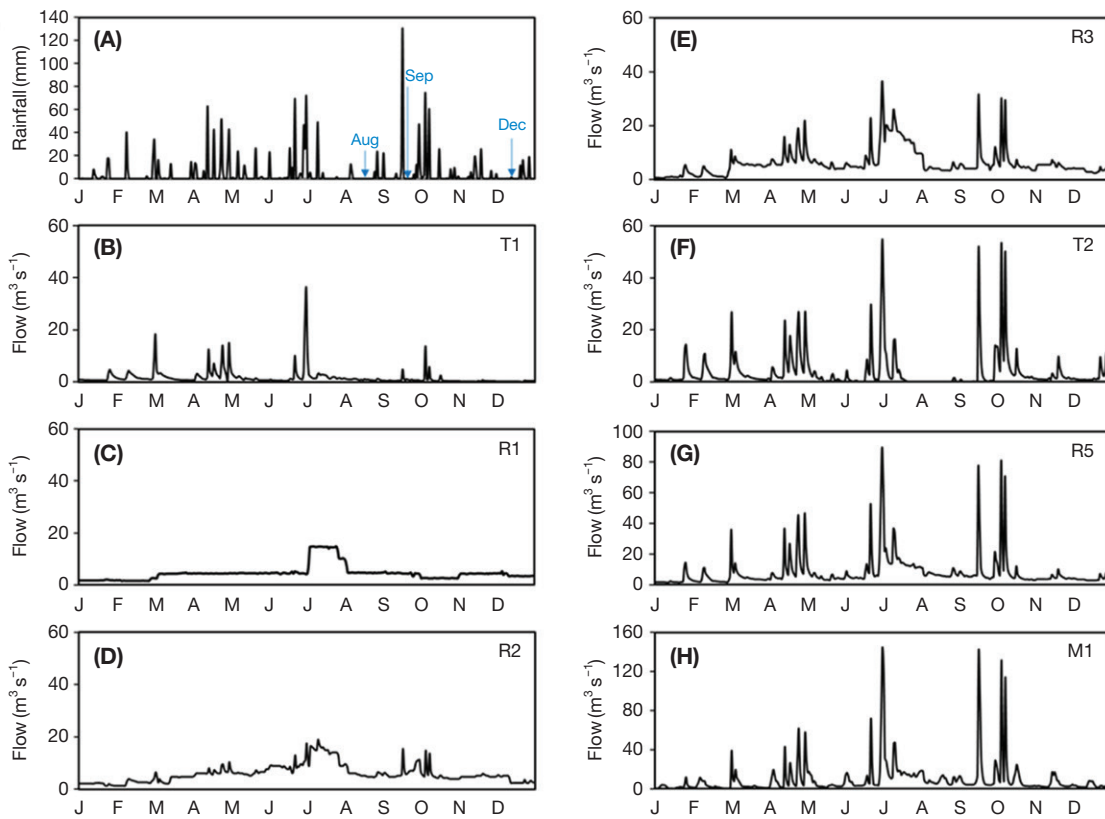 (A)
Rainfall (mm)
140
120
100
80
60
40
20
0
Aug
Sep
Dec
J F M A M J J A S O N D
(B)
T1
Flow (m³ s⁻¹)
60
40
20
0
J F M A M J J A S O N D
(C)
R1
Flow (m³ s⁻¹)
60
40
20
0
J F M A M J J A S O N D
(D)
R2
Flow (m³ s⁻¹)
60
40
20
0
J F M A M J J A S O N D
(E)
R3
Flow (m³ s⁻¹)
60
40
20
0
J F M A M J J A S O N D
(F)
T2
Flow (m³ s⁻¹)
60
40
20
0
J F M A M J J A S O N D
(G)
R5
Flow (m³ s⁻¹)
100
80
60
40
20
0
J F M A M J J A S O N D
(H)
M1
Flow (m³ s⁻¹)
160
120
80
40
0
J F M A M J J A S O N D